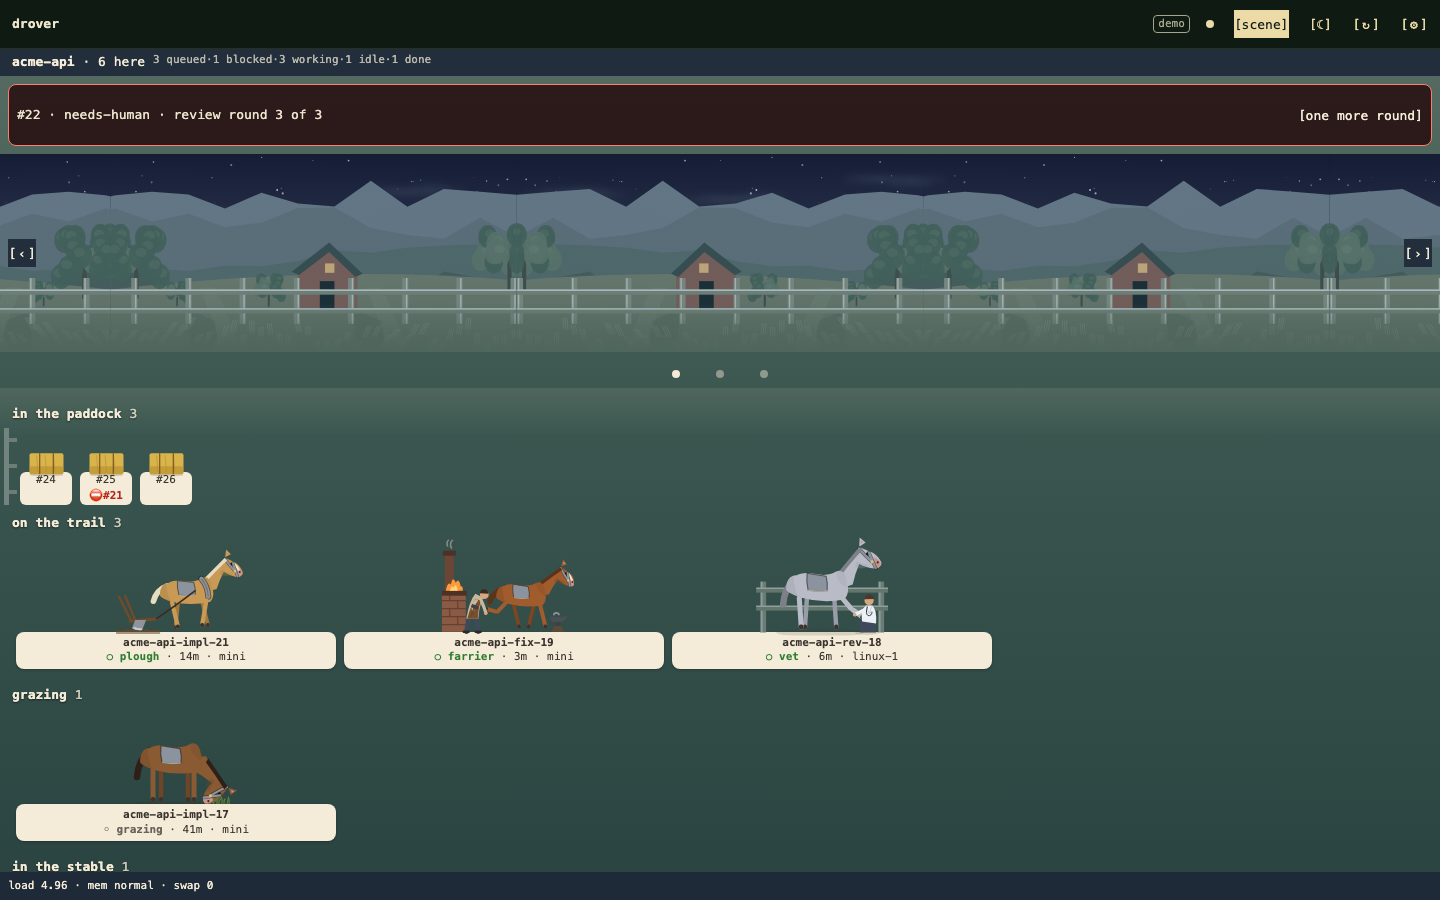 drover
demo
[scene]
[☾]
[↻]
[⚙]
acme-api · 6 here 3 queued·1 blocked·3 working·1 idle·1 done
#22 · needs-human · review round 3 of 3
[one more round]
[‹]
[›]
in the paddock 3
#24
#25
#26
⛔#21
on the trail 3
acme-api-impl-21
○ plough · 14m · mini
acme-api-fix-19
○ farrier · 3m · mini
acme-api-rev-18
○ vet · 6m · linux-1
grazing 1
acme-api-impl-17
◦ grazing · 41m · mini
in the stable 1
load 4.96 · mem normal · swap 0